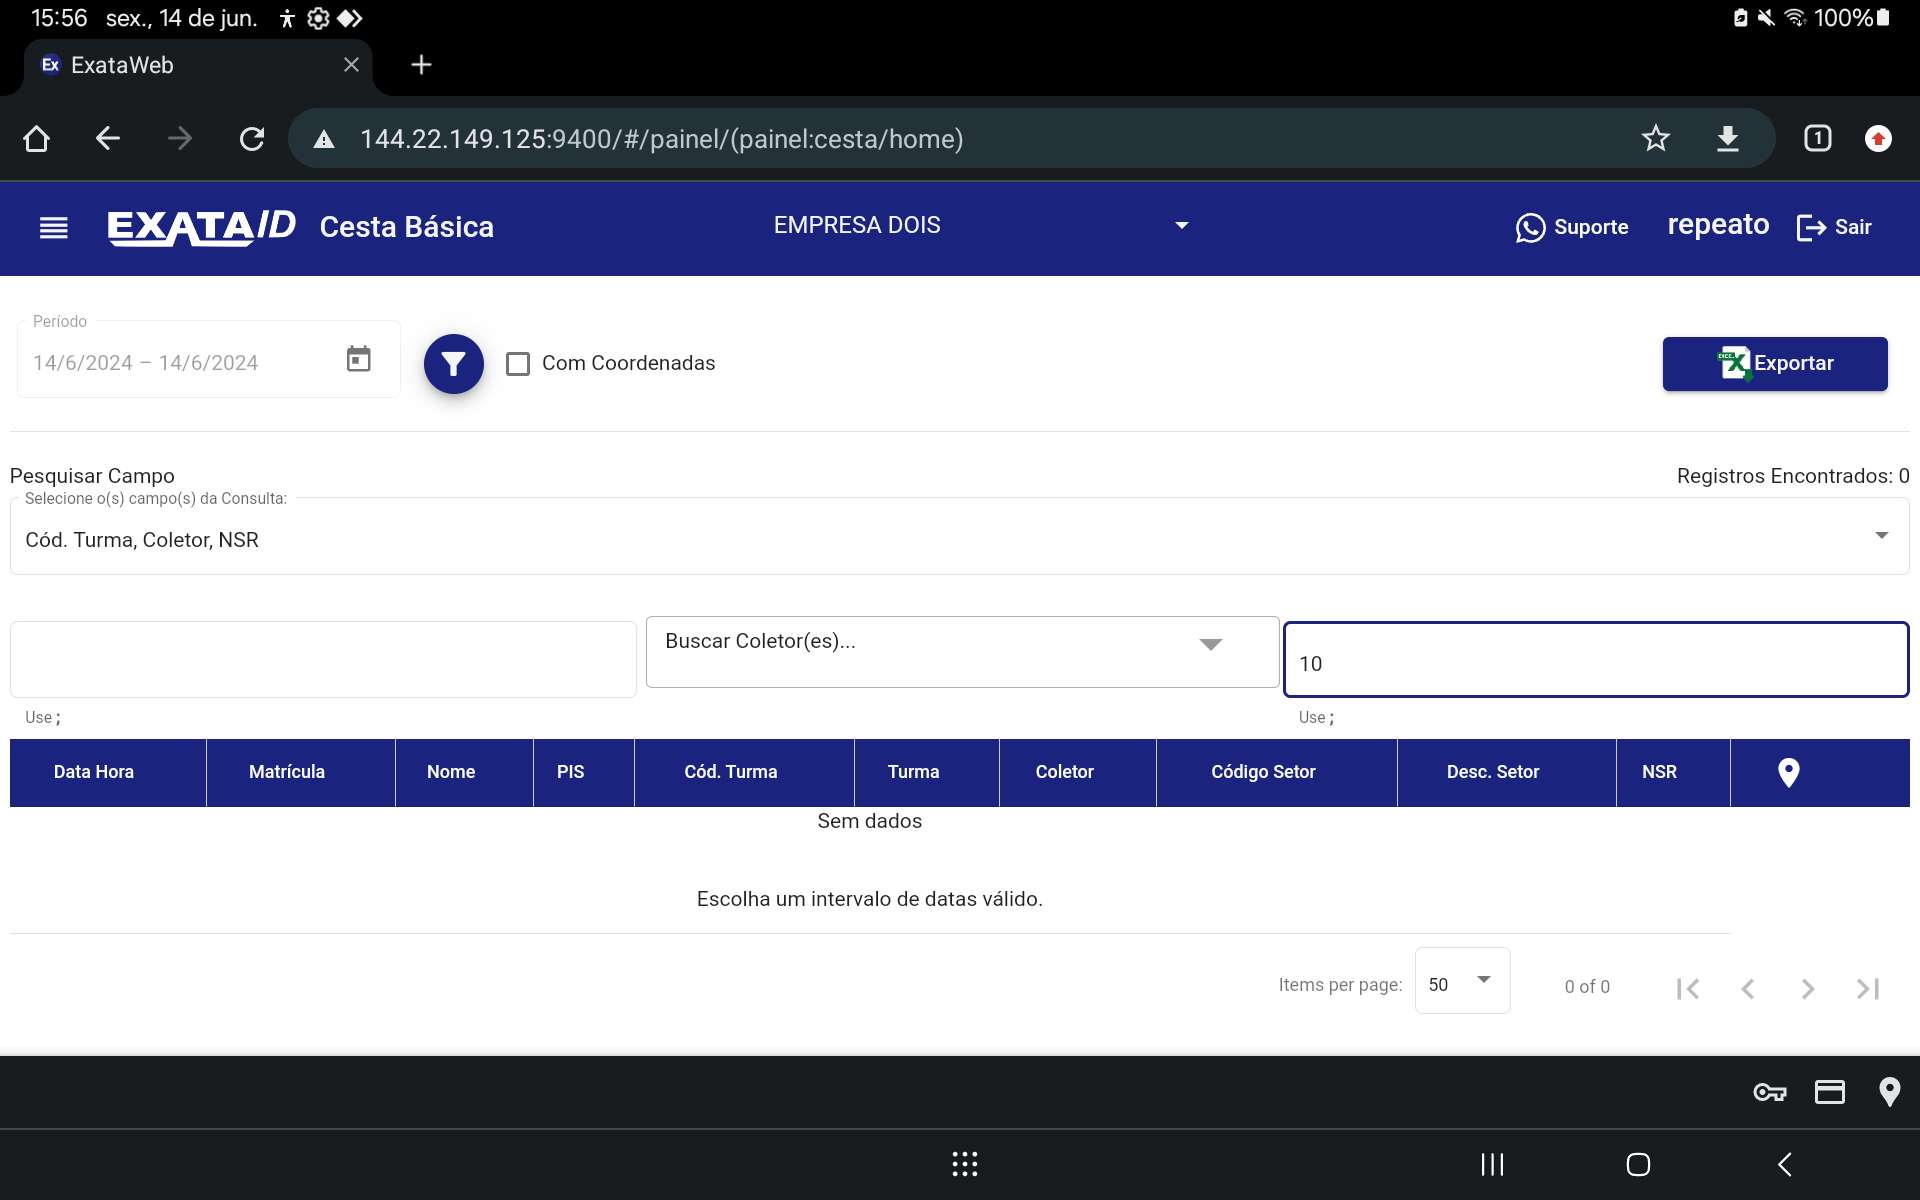 15:56 sex., 14 de jun. 100%
Ex ExataWeb
144.22.149.125:9400/#/painel/(painel:cesta/home) 1
EXATA ID Cesta Básica EMPRESA DOIS Suporte repeato Sair
Período
14/6/2024 – 14/6/2024 Com Coordenadas Exportar
Pesquisar Campo Registros Encontrados: 0
Selecione o(s) campo(s) da Consulta:
Cód. Turma, Coletor, NSR
Buscar Coletor(es)... 10
Use ; Use ;
Data Hora Matrícula Nome PIS Cód. Turma Turma Coletor Código Setor Desc. Setor NSR
Sem dados
Escolha um intervalo de datas válido.
Items per page: 50 0 of 0